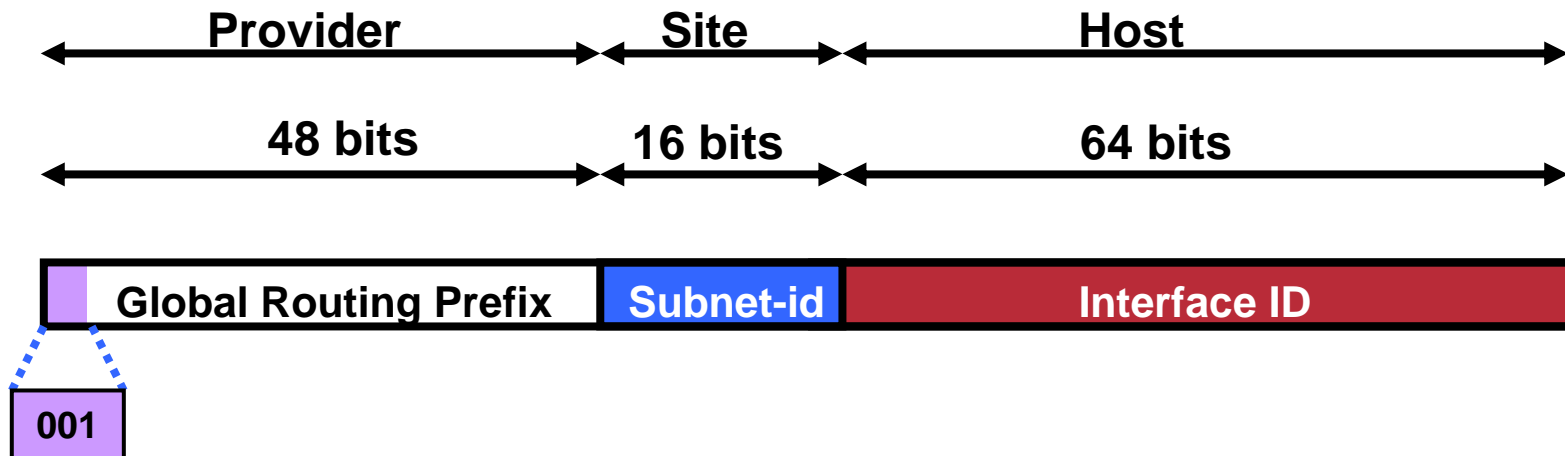 Provider Site Host
48 bits 16 bits 64 bits
Global Routing Prefix Subnet-id Interface ID
001